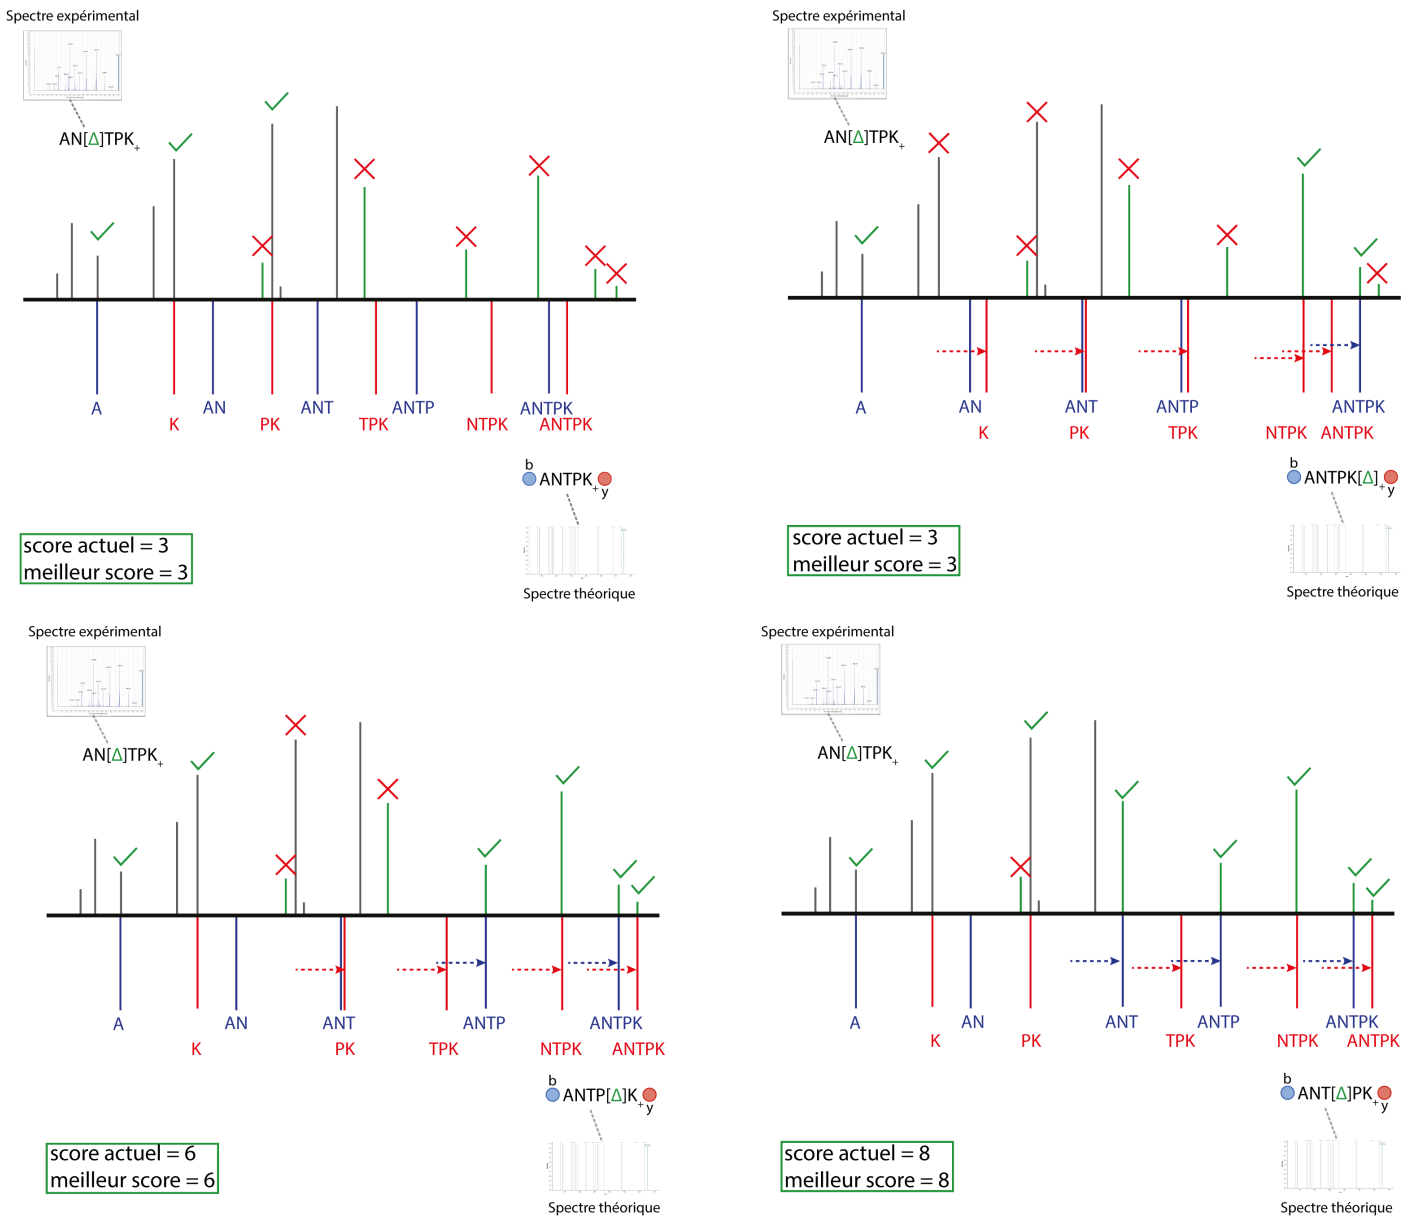 Spectre expérimental
AN[Δ]TPK+
A
AN
ANT
ANTP
ANTPK
K
PK
TPK
NTPK
ANTPK
b
ANTPK+
y
score actuel = 3
meilleur score = 3
Spectre théorique
Spectre expérimental
AN[Δ]TPK+
A
AN
ANT
ANTP
ANTPK
K
PK
TPK
NTPK
ANTPK
b
ANTPK[Δ]+
y
score actuel = 3
meilleur score = 3
Spectre théorique
Spectre expérimental
AN[Δ]TPK+
A
AN
ANT
ANTP
ANTPK
K
PK
TPK
NTPK
ANTPK
b
ANTP[Δ]K+
y
score actuel = 6
meilleur score = 6
Spectre théorique
Spectre expérimental
AN[Δ]TPK+
A
AN
ANT
ANTP
ANTPK
K
PK
TPK
NTPK
ANTPK
b
ANT[Δ]PK+
y
score actuel = 8
meilleur score = 8
Spectre théorique